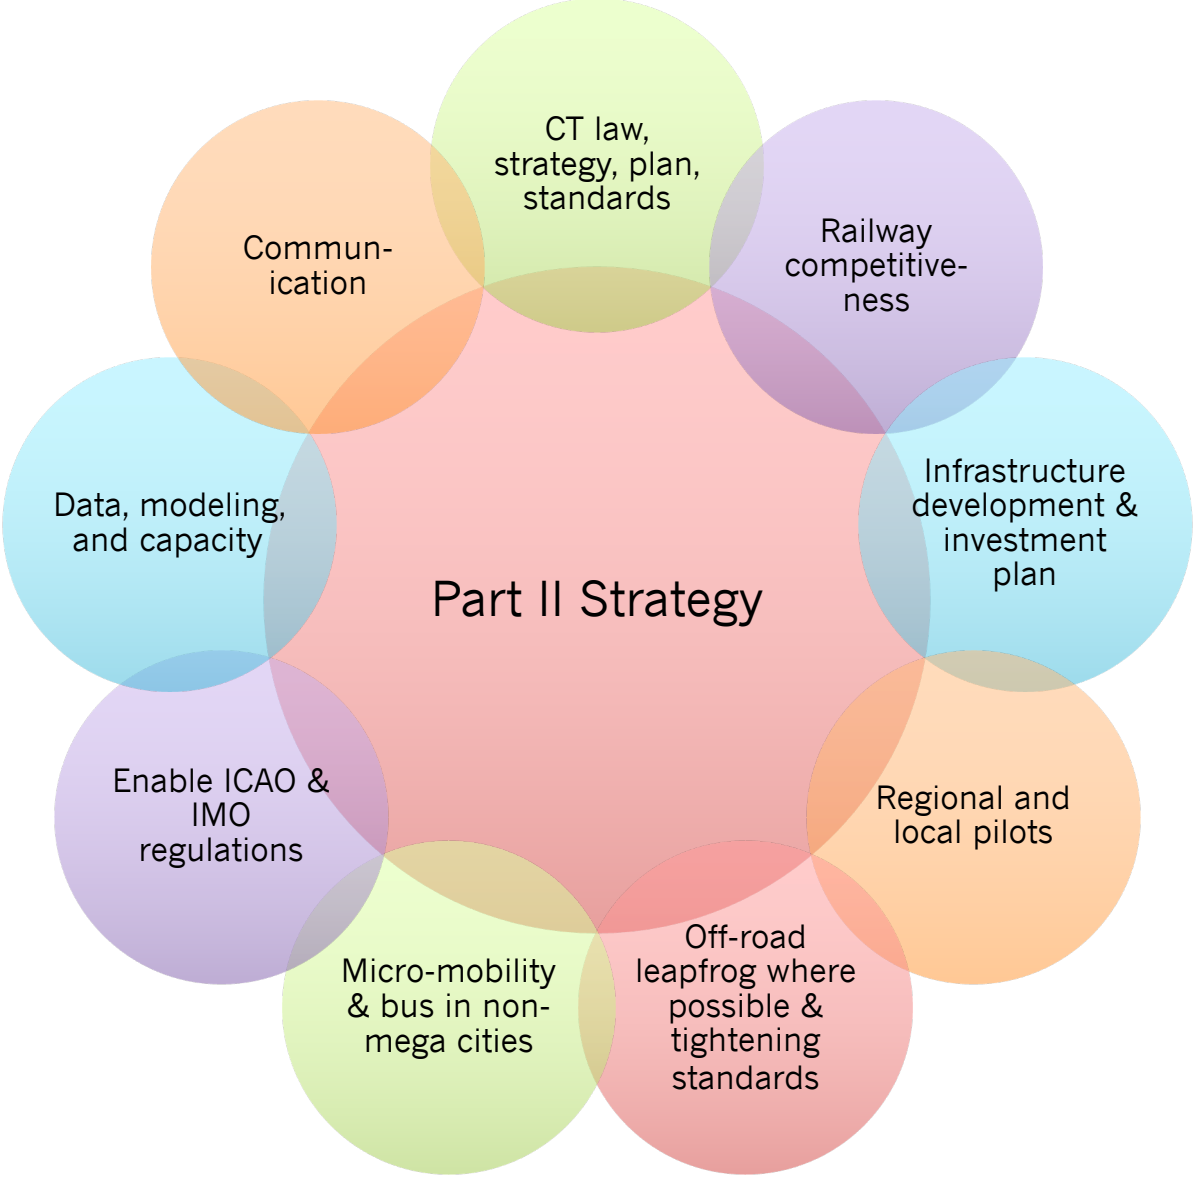 CT law,
strategy, plan,
standards
Railway
competitive-
ness
Infrastructure
development &
investment
plan
Regional and
local pilots
Off-road
leapfrog where
possible &
tightening
standards
Micro-mobility
& bus in non-
mega cities
Enable ICAO &
IMO
regulations
Data, modeling,
and capacity
Commun-
ication
Part II Strategy